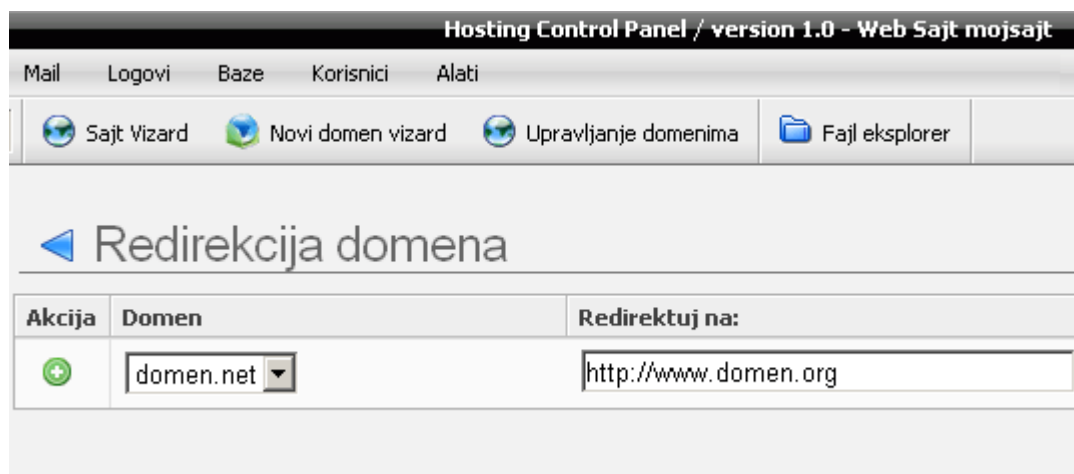 Hosting Control Panel / version 1.0 - Web Sajt mojsajt
Mail Logovi Baze Korisnici Alati
Sajt Vizard Novi domen vizard Upravljanje domenima Fajl eksplorer
Redirekcija domena
Akcija Domen Redirektuj na:
domen.net http://www.domen.org